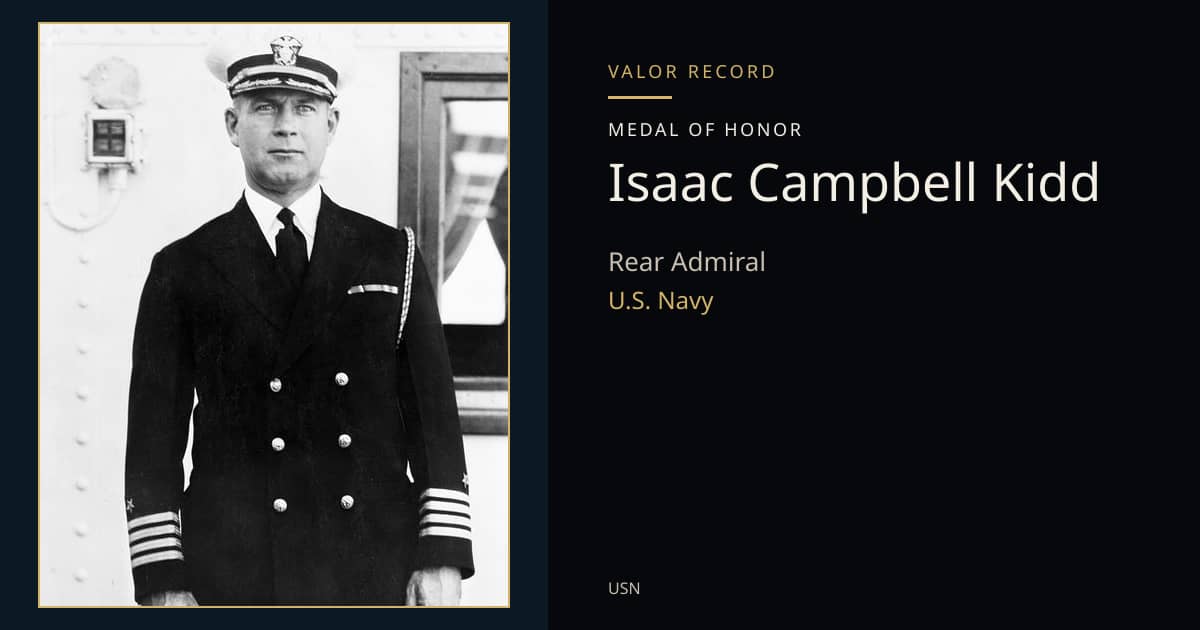 VALOR RECORD
MEDAL OF HONOR
Isaac Campbell Kidd
Rear Admiral
U.S. Navy
USN